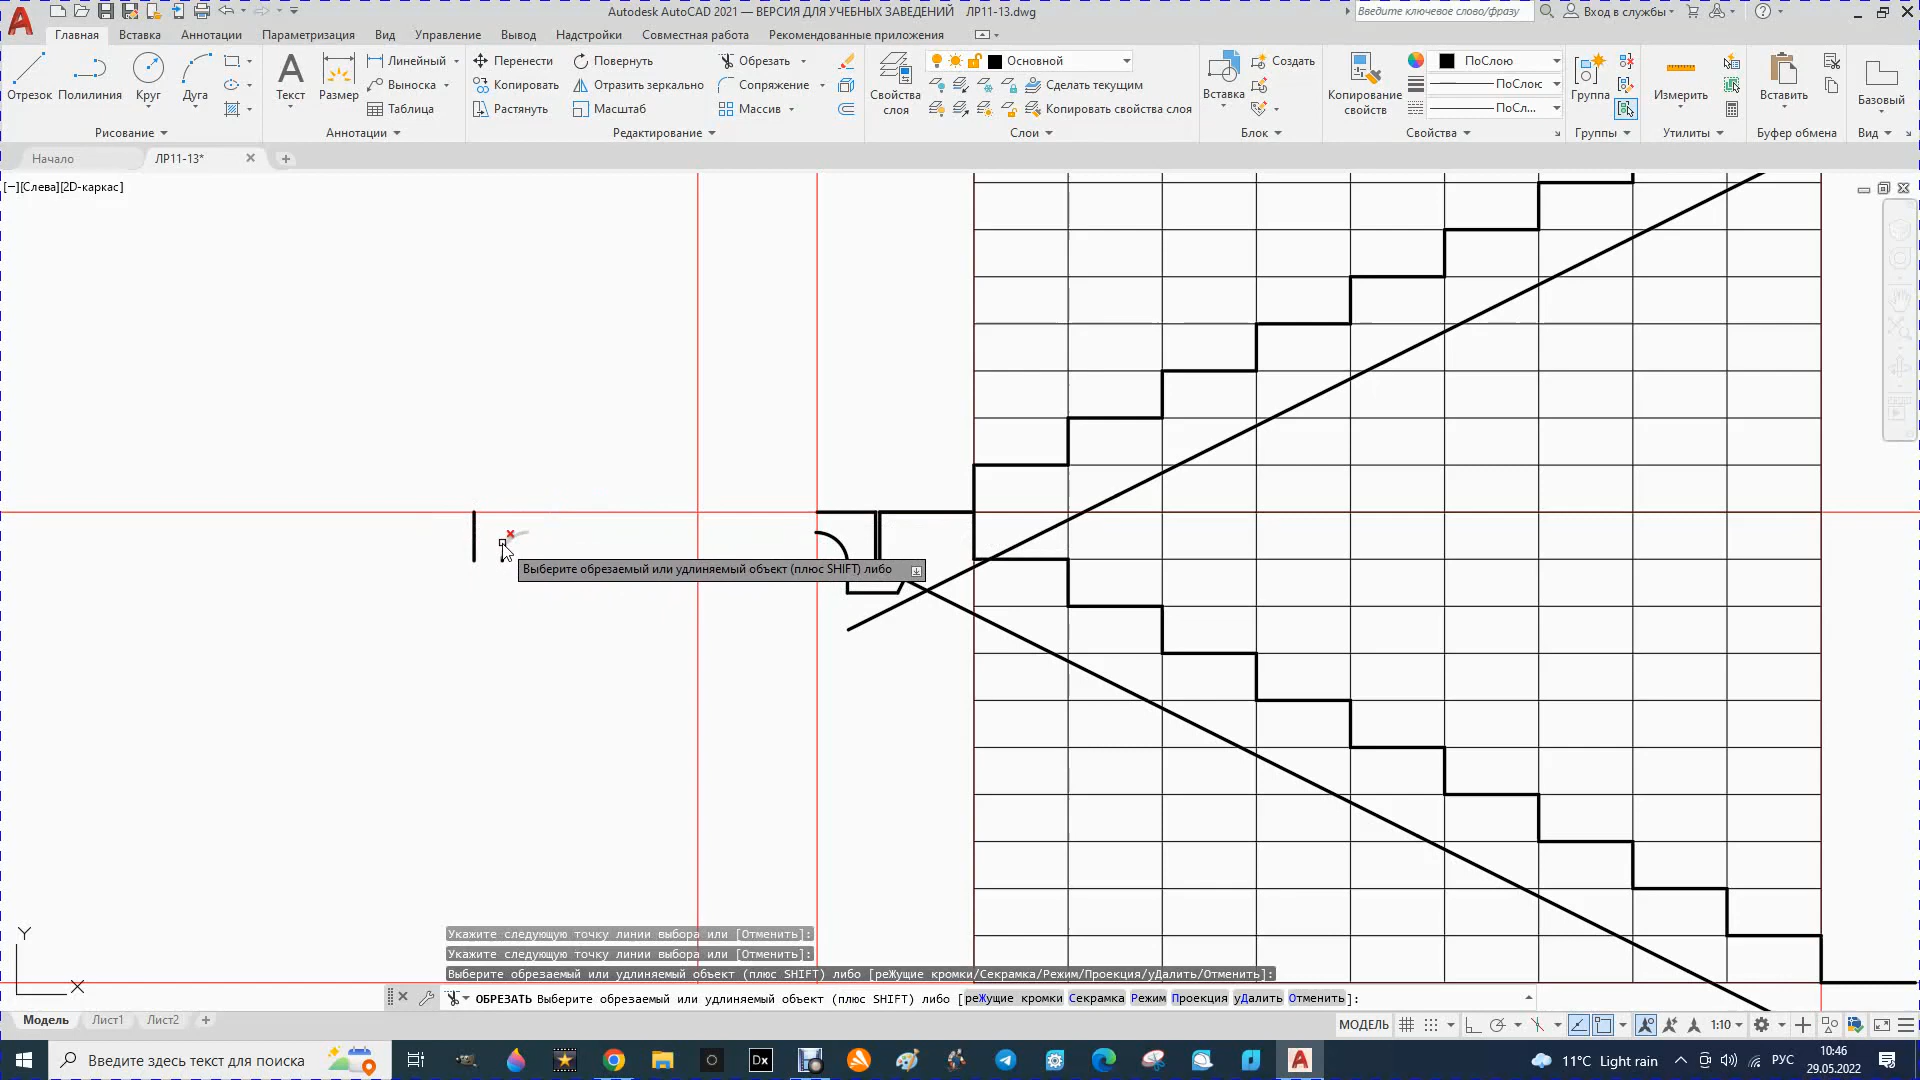 Autodesk AutoCAD 2021 — ВЕРСИЯ ДЛЯ УЧЕБНЫХ ЗАВЕДЕНИЙ ЛР11-13.dwg
Введите ключевое слово/фразу
Вход в службы
Главная Вставка Аннотации Параметризация Вид Управление Вывод Надстройки Совместная работа Рекомендованные приложения
Отрезок Полилиния Круг Дуга
Рисование
Текст Размер
Линейный
Выноска
Таблица
Аннотации
Перенести Повернуть Обрезать
Копировать Отразить зеркально Сопряжение
Растянуть Масштаб Массив
Редактирование
Свойства слоя
Основной
Сделать текущим
Копировать свойства слоя
Слои
Вставка
Создать
Блок
Копирование свойств
ПоСлою
ПоСлою
ПоСл...
Свойства
Группа
Группы
Измерить
Утилиты
Вставить
Буфер обмена
Базовый
Вид
Начало ЛР11-13*
[−][Слева][2D-каркас]
Выберите обрезаемый или удлиняемый объект (плюс SHIFT) либо
Y
X
Укажите следующую точку линии выбора или [Отменить]:
Укажите следующую точку линии выбора или [Отменить]:
Выберите обрезаемый или удлиняемый объект (плюс SHIFT) либо [реЖущие кромки/Секрамка/Режим/Проекция/уДалить/Отменить]:
ОБРЕЗАТЬ Выберите обрезаемый или удлиняемый объект (плюс SHIFT) либо [реЖущие кромки Секрамка Режим Проекция уДалить Отменить]:
Модель Лист1 Лист2
МОДЕЛЬ 1:10
Введите здесь текст для поиска
Dx
11°C Light rain
РУС
10:46
29.05.2022